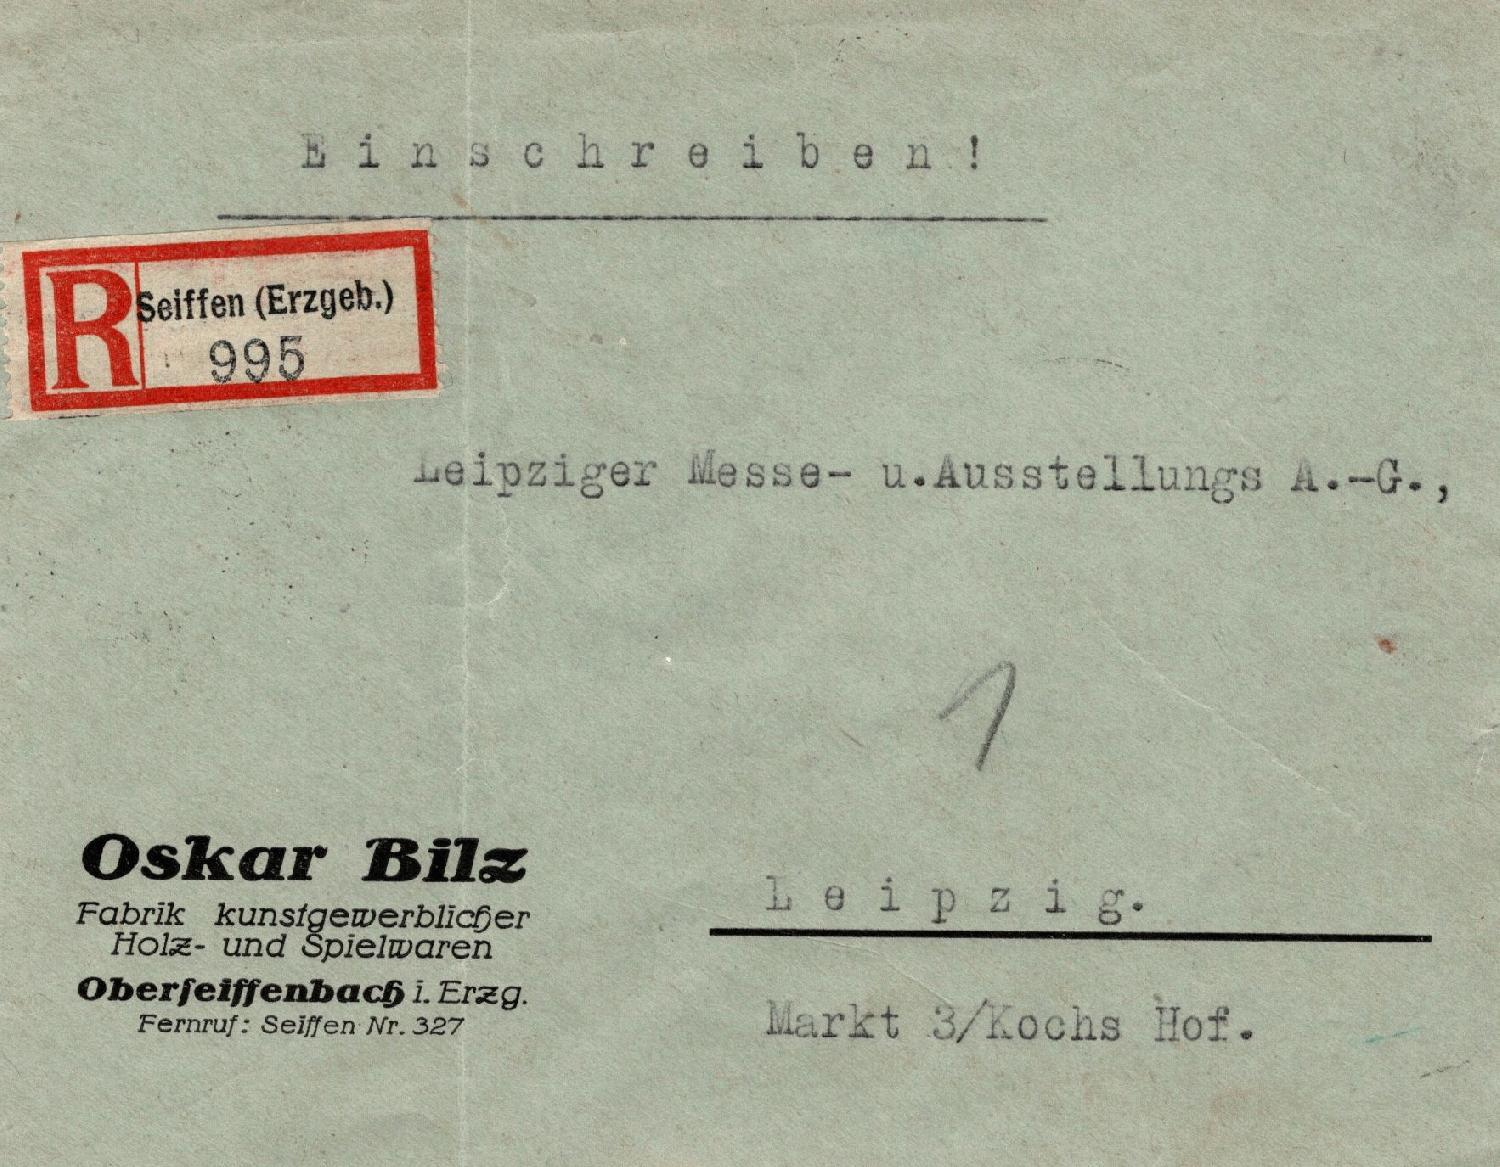 Einschreiben!
R Seiffen (Erzgeb.)
995
Leipziger Messe- u.Ausstellungs A.-G.,
1
Oskar Bilz
Fabrik kunstgewerblicher
Holz- und Spielwaren
Oberſeiffenbach i. Erzg.
Fernruf: Seiffen Nr. 327
Leipzig.
Markt 3/Kochs Hof.